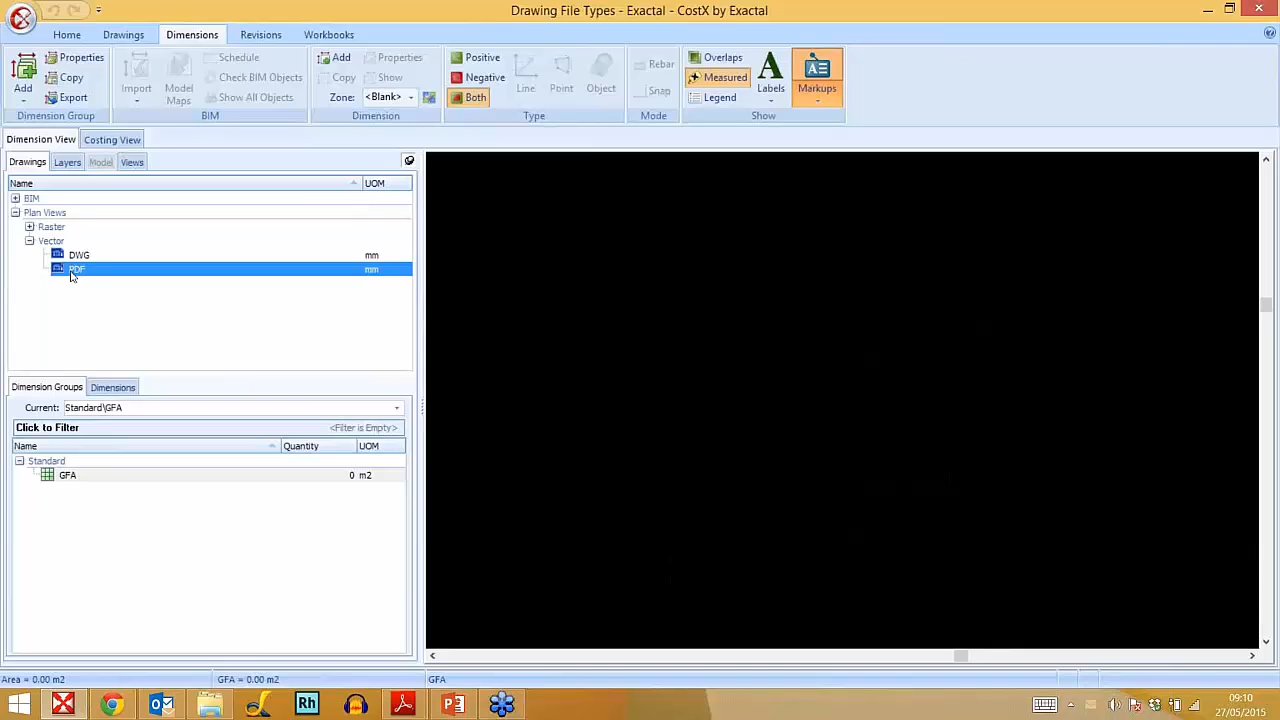 Drawing File Types - Exactal - CostX by Exactal
Home Drawings Dimensions Revisions Workbooks
Add
Properties
Copy
Export
Dimension Group
Import
Model Maps
Schedule
Check BIM Objects
Show All Objects
BIM
Add Properties
Copy Show
Zone: <Blank>
Dimension
Positive
Negative
Both
Line Point Object
Type
Rebar
Snap
Mode
Overlaps
Measured
Legend
Labels
Markups
Show
Dimension View Costing View
Drawings Layers Model Views
Name UOM
BIM
Plan Views
Raster
Vector
DWG mm
PDF mm
Dimension Groups Dimensions
Current: Standard\GFA
Click to Filter <Filter is Empty>
Name Quantity UOM
Standard
GFA 0 m2
Area = 0.00 m2 GFA = 0.00 m2 GFA
Rh
09:10
27/05/2015